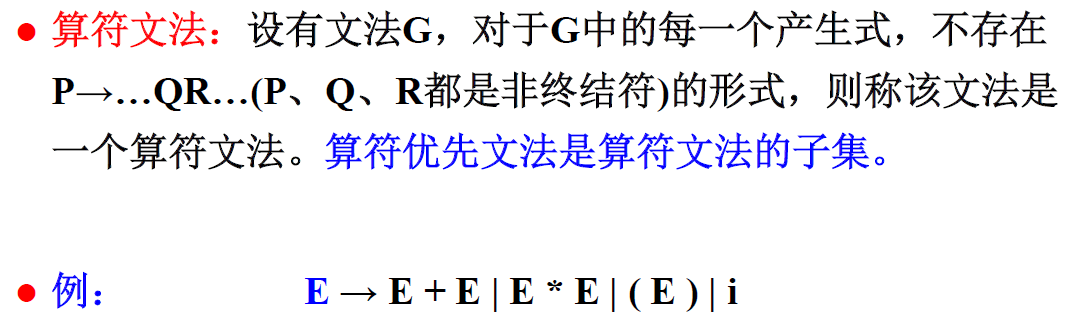 ● 算符文法：设有文法G，对于G中的每一个产生式，不存在
P→…QR…(P、Q、R都是非终结符)的形式，则称该文法是
一个算符文法。算符优先文法是算符文法的子集。
● 例： E → E + E | E * E | ( E ) | i